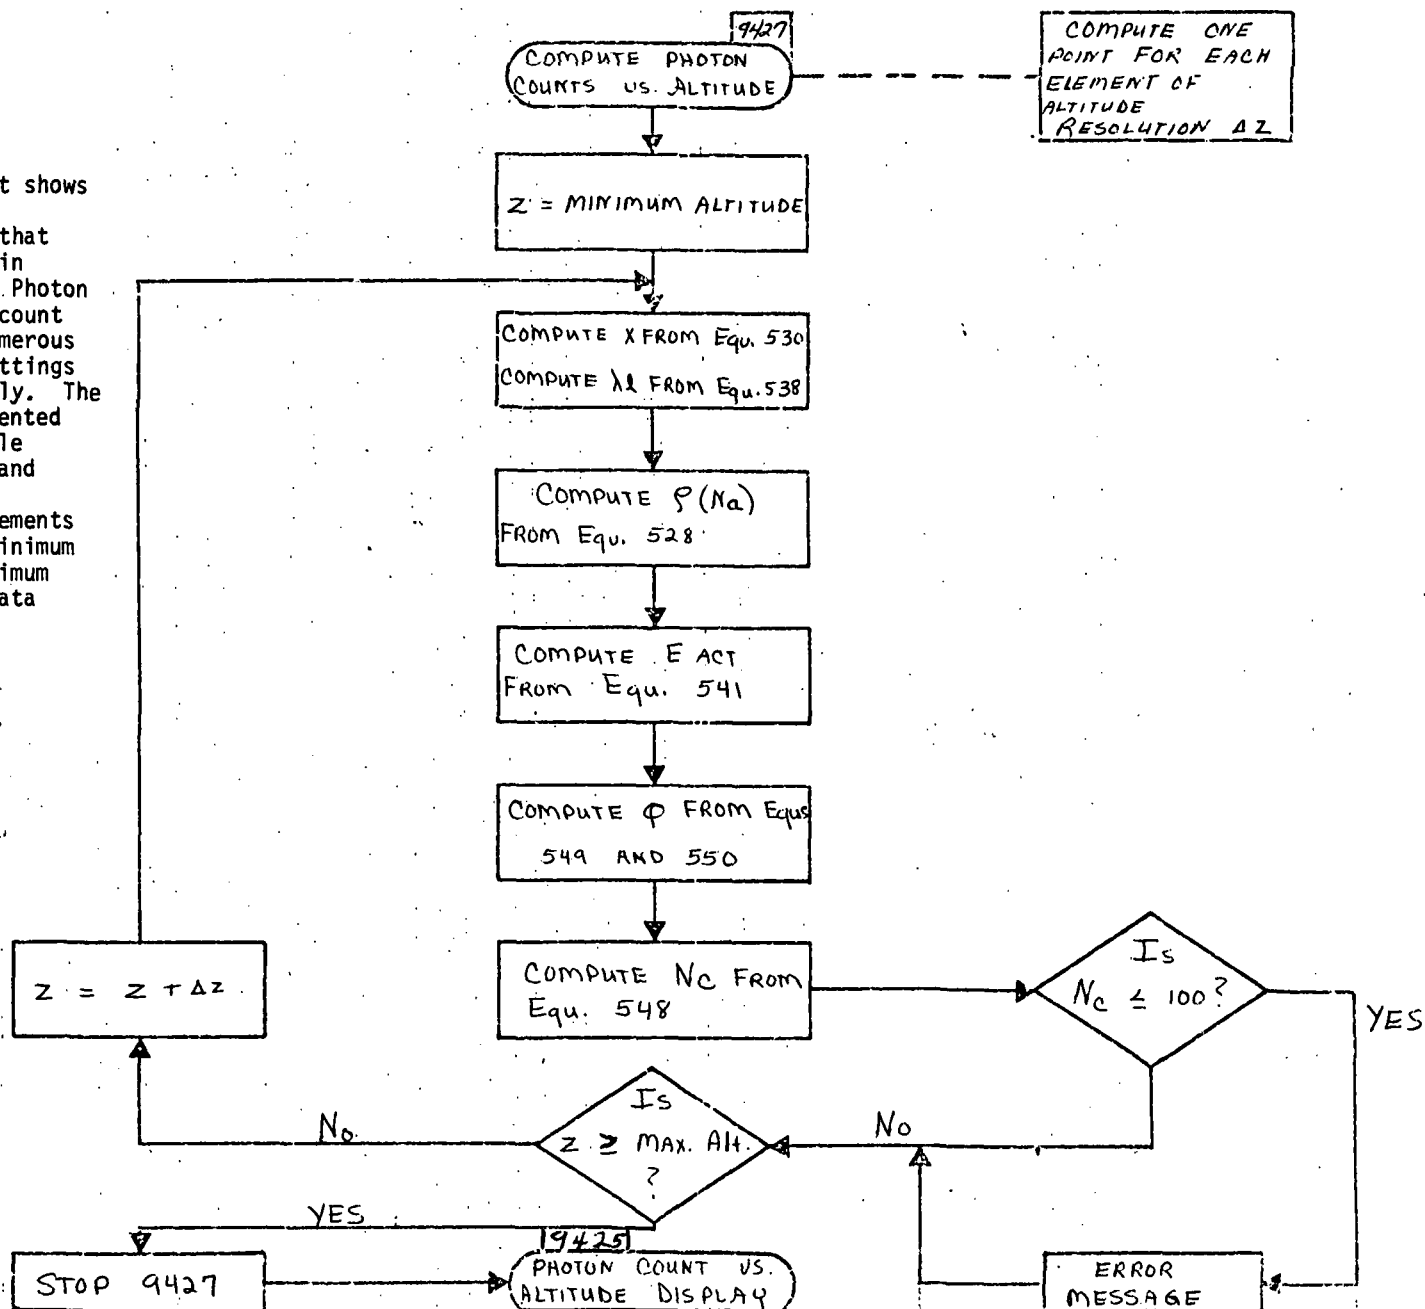 9427
COMPUTE PHOTON
COUNTS VS. ALTITUDE
COMPUTE ONE
POINT FOR EACH
ELEMENT OF
ALTITUDE
RESOLUTION ΔZ
Z = MINIMUM ALTITUDE
t shows
that
in
Photon
count
merous
ttings
ly. The
ented
le
and
ements
inimum
imum
ata
COMPUTE X FROM Equ. 530
COMPUTE λℓ FROM Equ. 538
COMPUTE ρ(Na)
FROM Equ. 528
COMPUTE E ACT
FROM Equ. 541
COMPUTE φ FROM Equs
549 AND 550
COMPUTE Nc FROM
Equ. 548
Is
Nc ≤ 100?
YES
Z = Z + ΔZ
No
Is
Z ≥ MAX. Alt.
?
No
YES
STOP 9427
9425
PHOTON COUNT VS.
ALTITUDE DISPLAY
ERROR
MESSAGE